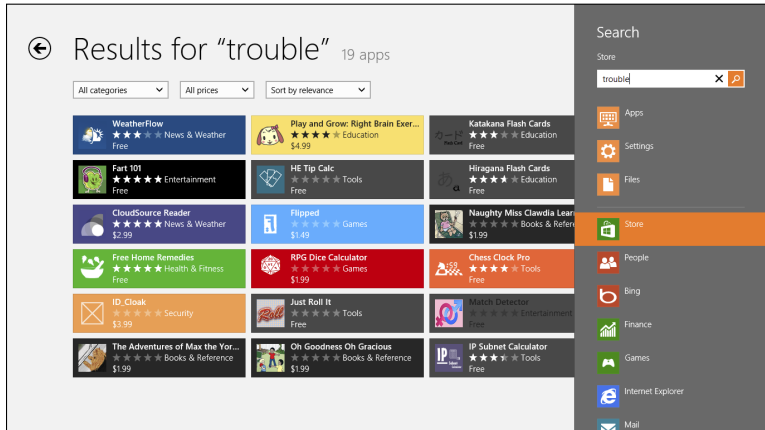 Results for “trouble” 19 apps
All categories
All prices
Sort by relevance
WeatherFlow
News & Weather
Free
Play and Grow: Right Brain Exer...
Education
$4.99
Katakana Flash Cards
Education
Free
Fart 101
Entertainment
Free
HE Tip Calc
Tools
Free
あ a
Hiragana Flash Cards
Education
Free
CloudSource Reader
News & Weather
$2.99
Flipped
Games
$1.49
Naughty Miss Clawdia Lear
Books & Refere
$1.99
Free Home Remedies
Health & Fitness
Free
RPG Dice Calculator
Games
$1.99
Chess Clock Pro
Tools
Free
ID_Cloak
Security
$3.99
Roll
Just Roll It
Tools
Free
Match Detector
Entertainment
Free
The Adventures of Max the Yor...
Books & Reference
$1.99
Oh Goodness Oh Gracious
Books & Reference
$1.99
IP
IP Subnet Calculator
Tools
Free
Search
Store
trouble
Apps
Settings
Files
Store
People
Bing
Finance
Games
Internet Explorer
Mail